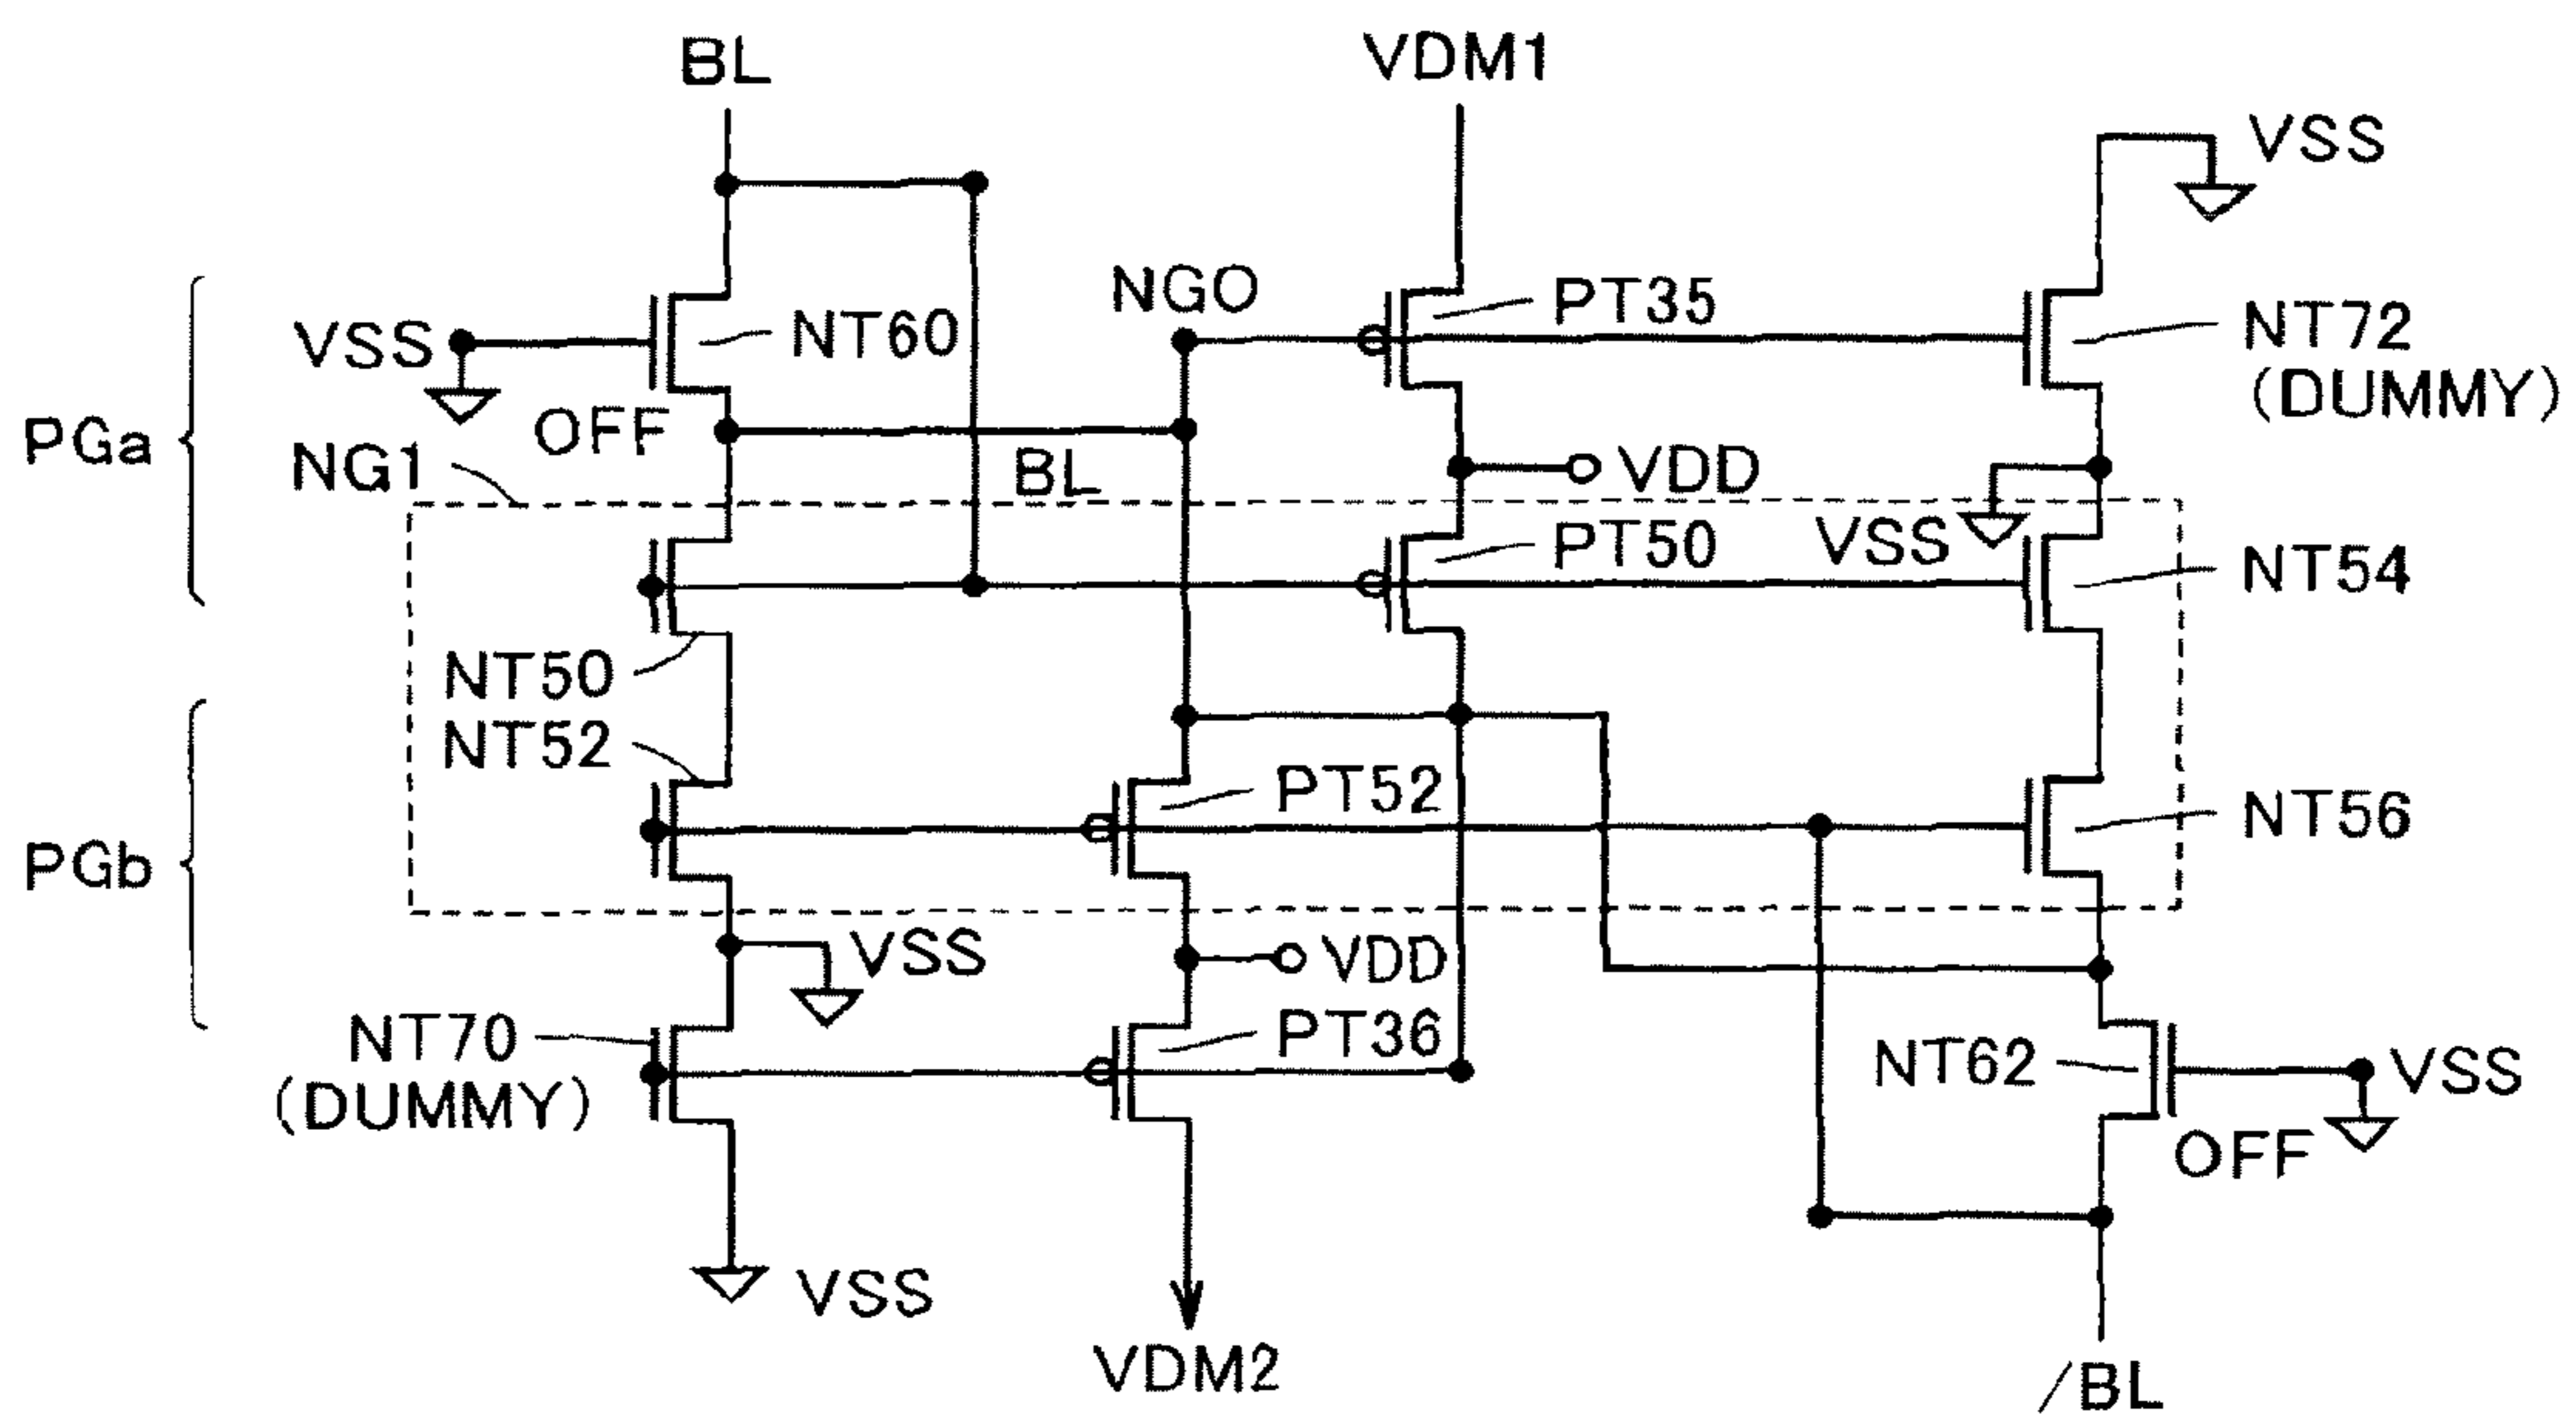 BL
VDM1
VSS
NGO
PT35
NT60
VSS
NT72
(DUMMY)
OFF
PGa
NG1
BL
VDD
PT50
VSS
NT54
NT50
NT52
PT52
NT56
PGb
VSS
VDD
NT70
(DUMMY)
PT36
NT62
VSS
OFF
VSS
VDM2
/BL